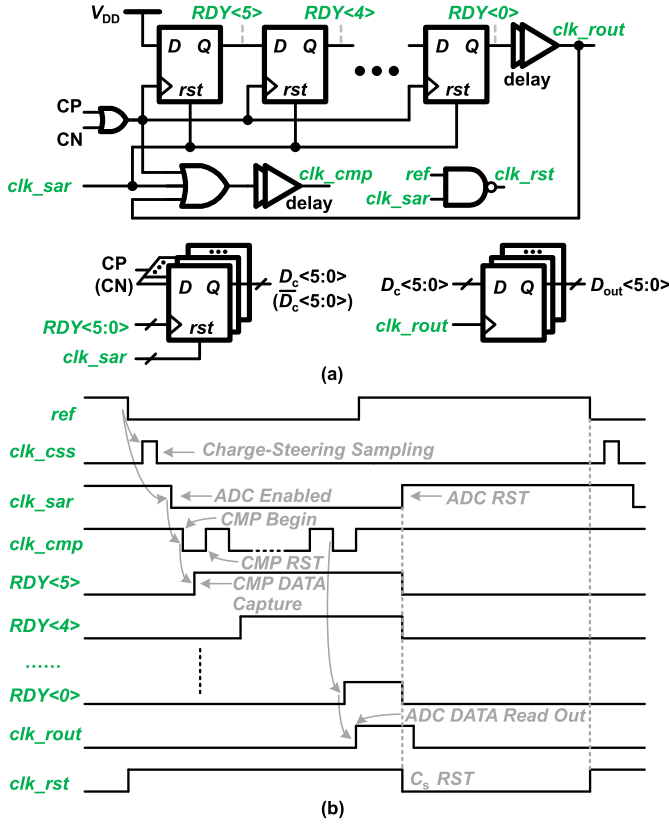 RDY<5> RDY<4> RDY<0> clk_rout
VDD
D Q D Q D Q
rst rst rst
delay
CP
CN
clk_cmp
ref
clk_rst
clk_sar
clk_sar
delay
CP
(CN)
D Q
Dc<5:0>
(D̅c<5:0>)
RDY<5:0>
rst
clk_sar
Dc<5:0>
D Q
Dout<5:0>
clk_rout
(a)
ref
clk_css
Charge-Steering Sampling
clk_sar
ADC Enabled
ADC RST
CMP Begin
clk_cmp
CMP RST
RDY<5>
CMP DATA
Capture
RDY<4>
......
RDY<0>
ADC DATA Read Out
clk_rout
clk_rst
Cs RST
(b)